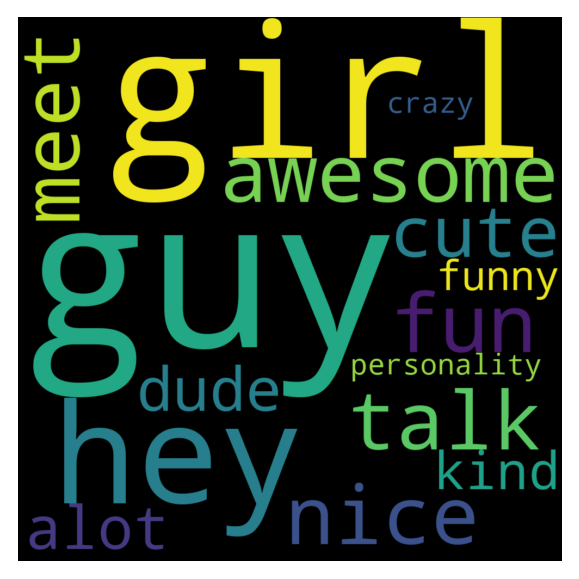 meet
girl
crazy
awesome
guy
cute
funny
fun
personality
dude
hey
talk
kind
nice
alot